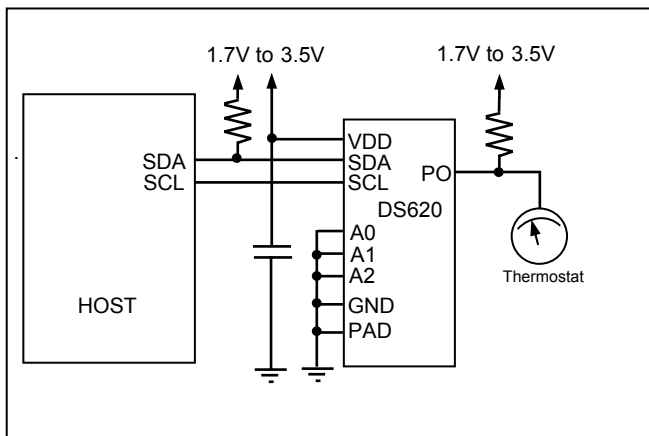 1.7V to 3.5V
1.7V to 3.5V
VDD
SDA
SDA
SCL
SCL
PO
DS620
A0
A1
A2
Thermostat
HOST
GND
PAD